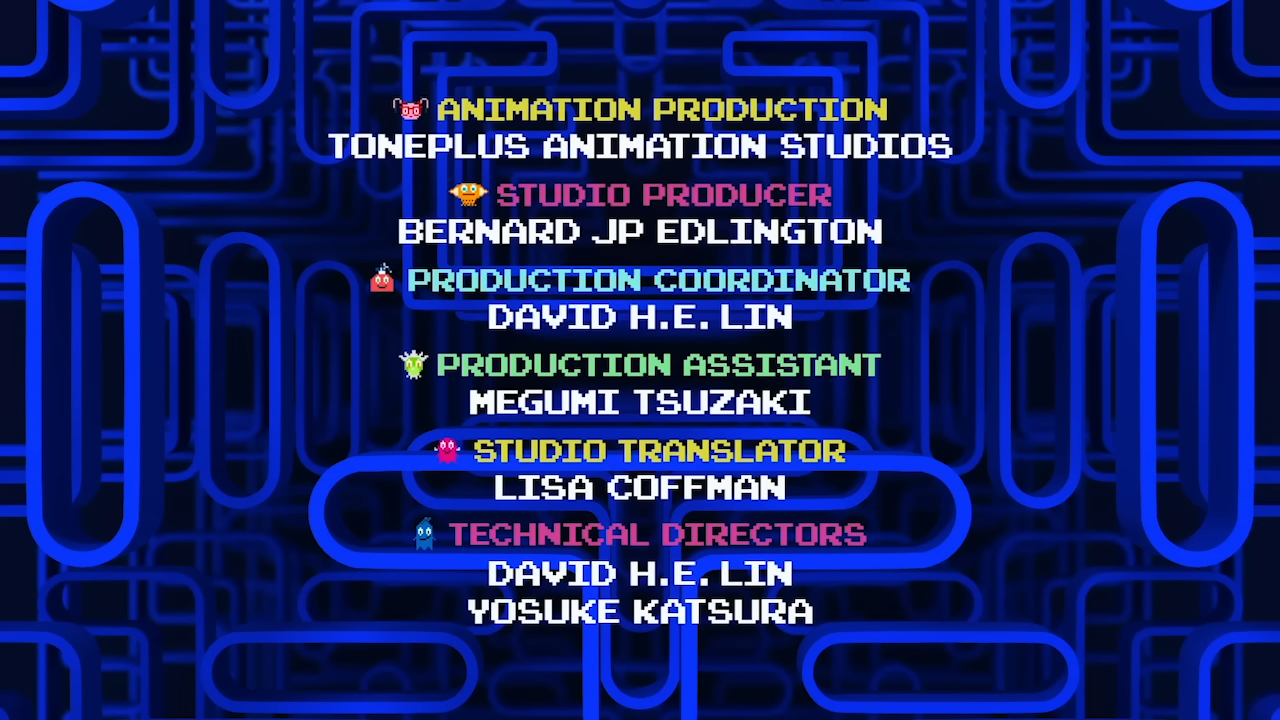 ANIMATION PRODUCTION
TONEPLUS ANIMATION STUDIOS
STUDIO PRODUCER
BERNARD JP EDLINGTON
PRODUCTION COORDINATOR
DAVID H.E. LIN
PRODUCTION ASSISTANT
MEGUMI TSUZAKI
STUDIO TRANSLATOR
LISA COFFMAN
TECHNICAL DIRECTORS
DAVID H.E. LIN
YOSUKE KATSURA